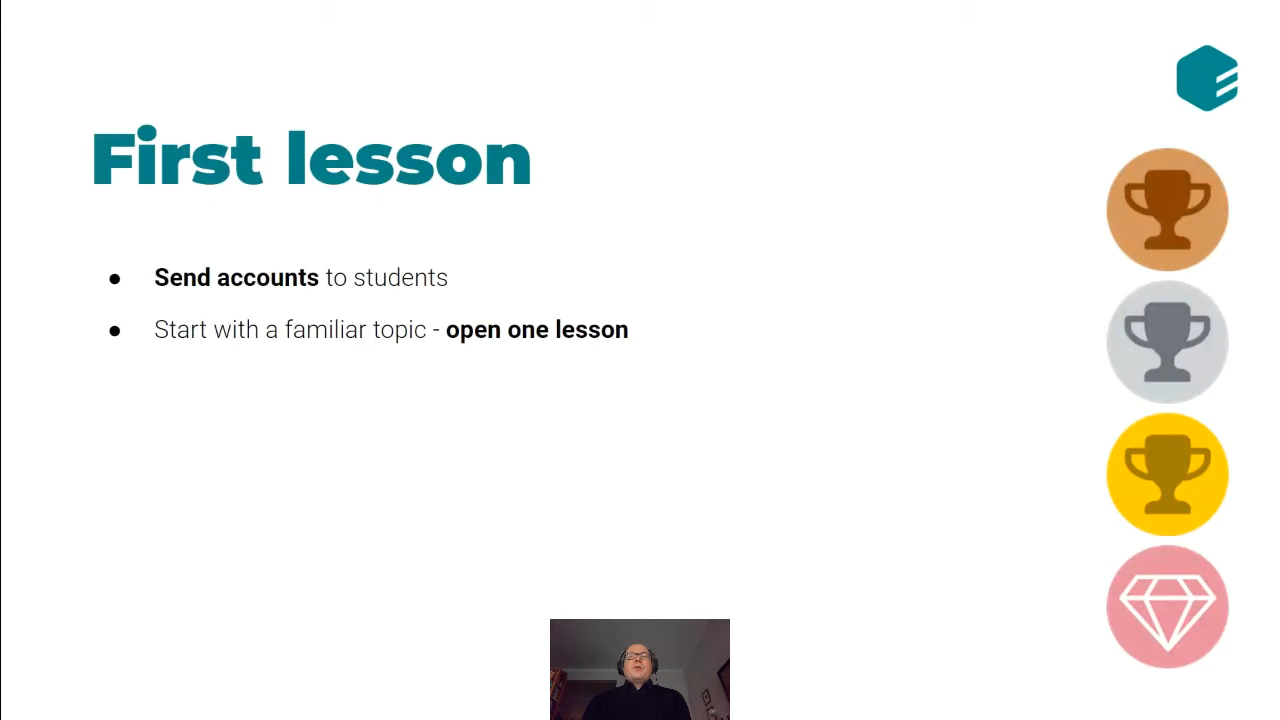 First lesson
● Send accounts to students
● Start with a familiar topic - open one lesson